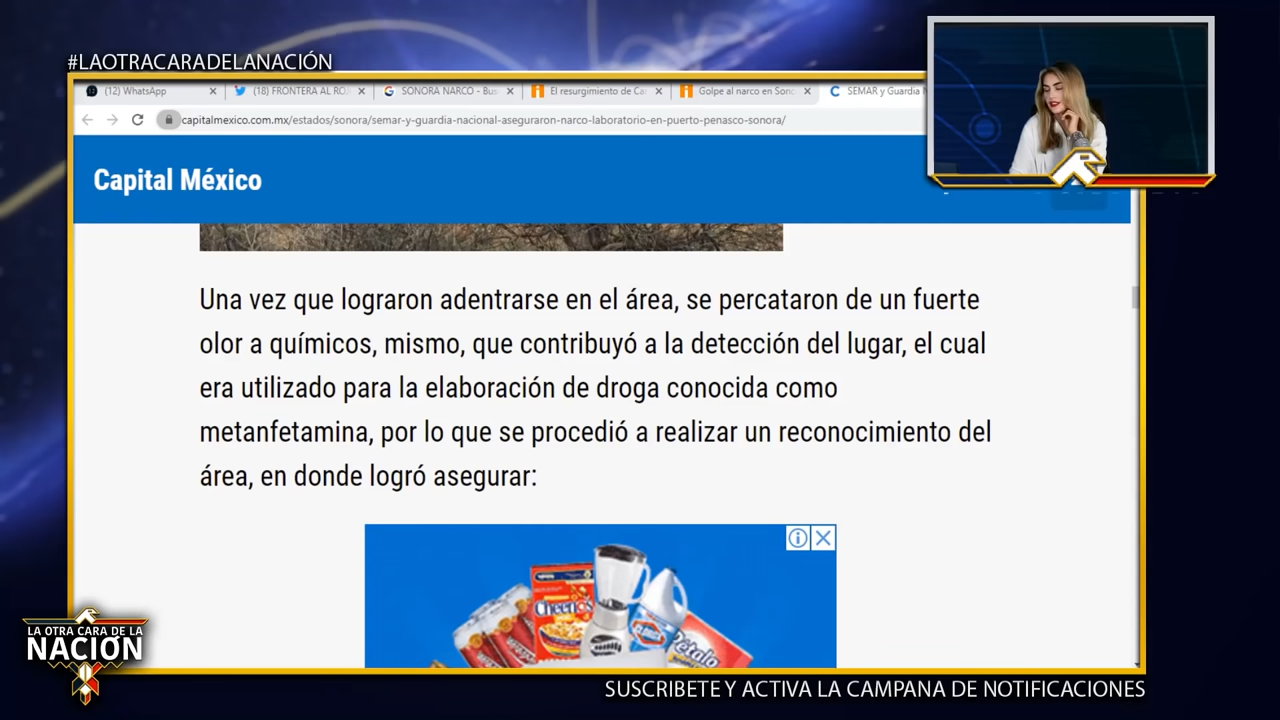 #LAOTRACARADELANACIÓN
(12) WhatsApp
(18) FRONTERA AL RO
SONORA NARCO - Bus
El resurgimiento de Ca
Golpe al narco en Sono
SEMAR y Guardia N
capitalmexico.com.mx/estados/sonora/semar-y-guardia-nacional-aseguraron-narco-laboratorio-en-puerto-penasco-sonora/
Capital México
Una vez que lograron adentrarse en el área, se percataron de un fuerte
olor a químicos, mismo, que contribuyó a la detección del lugar, el cual
era utilizado para la elaboración de droga conocida como
metanfetamina, por lo que se procedió a realizar un reconocimiento del
área, en donde logró asegurar:
Cheerios
Pétalo
LA OTRA CARA DE LA
NACIÓN
SUSCRIBETE Y ACTIVA LA CAMPANA DE NOTIFICACIONES